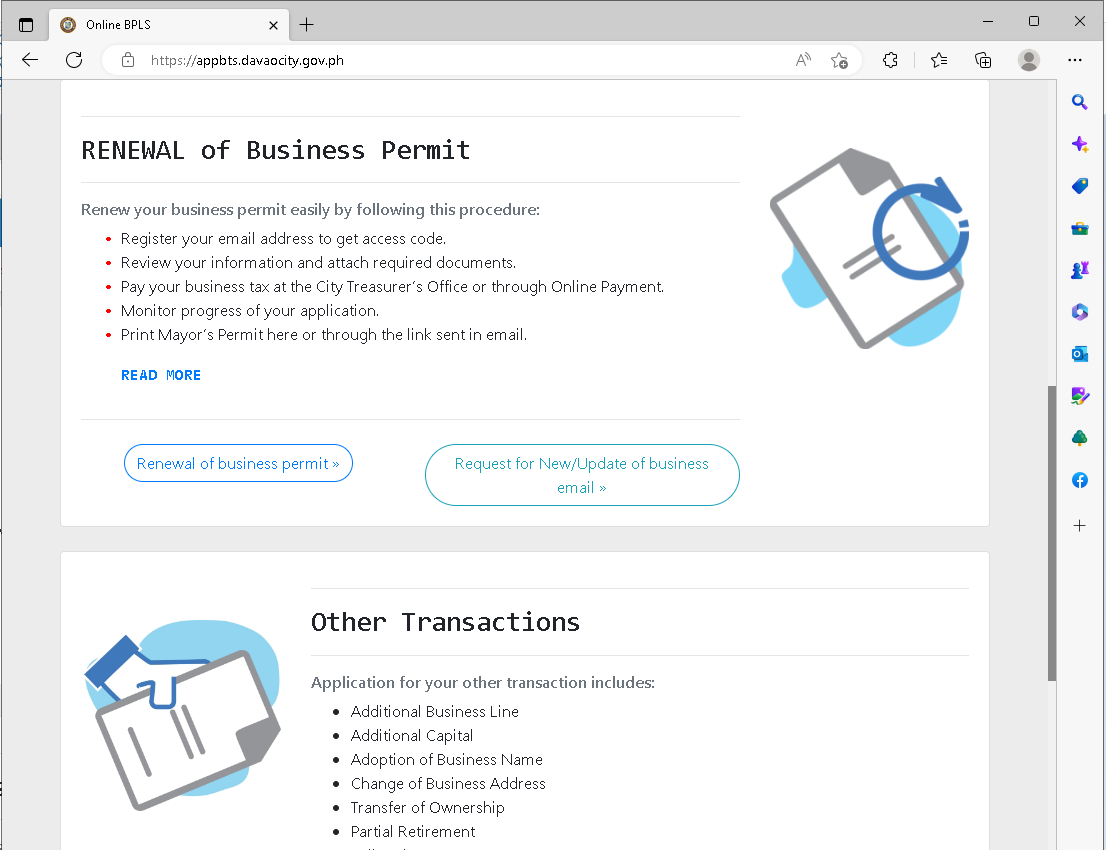 Online BPLS
https://appbts.davaocity.gov.ph
RENEWAL of Business Permit
Renew your business permit easily by following this procedure:
Register your email address to get access code.
Review your information and attach required documents.
Pay your business tax at the City Treasurer's Office or through Online Payment.
Monitor progress of your application.
Print Mayor's Permit here or through the link sent in email.
READ MORE
Renewal of business permit »
Request for New/Update of business
email »
Other Transactions
Application for your other transaction includes:
Additional Business Line
Additional Capital
Adoption of Business Name
Change of Business Address
Transfer of Ownership
Partial Retirement